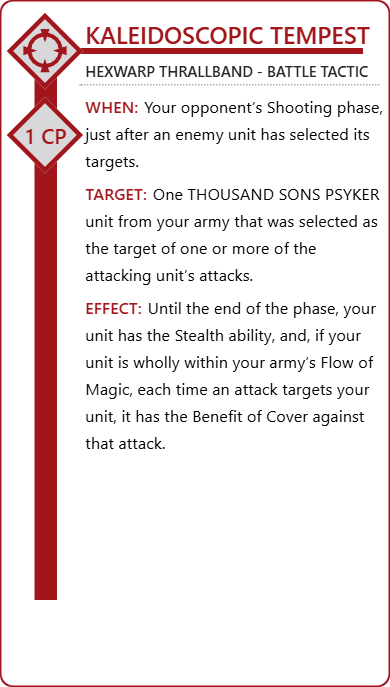 KALEIDOSCOPIC TEMPEST
HEXWARP THRALLBAND - BATTLE TACTIC
1 CP
WHEN: Your opponent’s Shooting phase,
just after an enemy unit has selected its
targets.
TARGET: One THOUSAND SONS PSYKER
unit from your army that was selected as
the target of one or more of the
attacking unit’s attacks.
EFFECT: Until the end of the phase, your
unit has the Stealth ability, and, if your
unit is wholly within your army’s Flow of
Magic, each time an attack targets your
unit, it has the Benefit of Cover against
that attack.